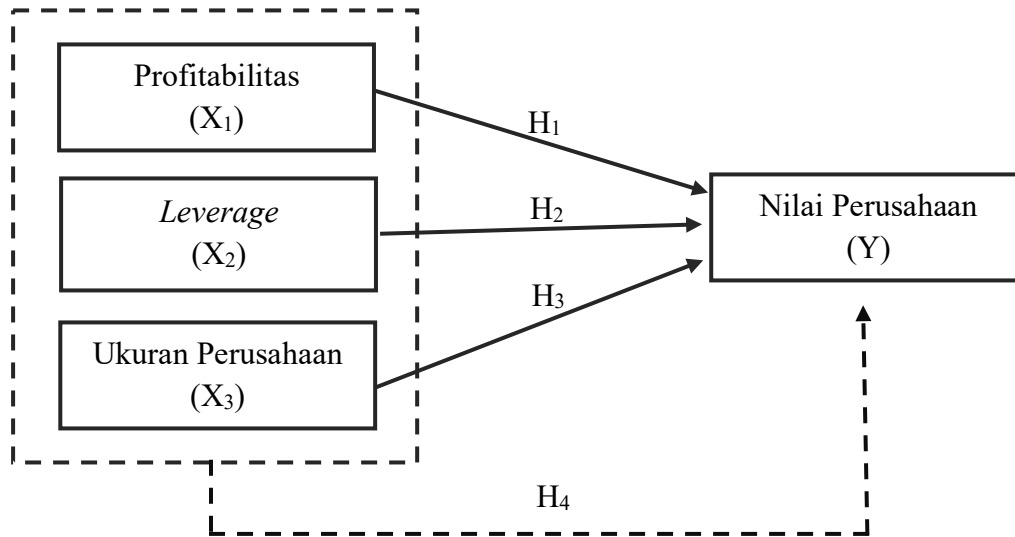 Profitabilitas
(X₁)
H₁
Leverage
(X₂)
H₂
Nilai Perusahaan
(Y)
H₃
Ukuran Perusahaan
(X₃)
H₄